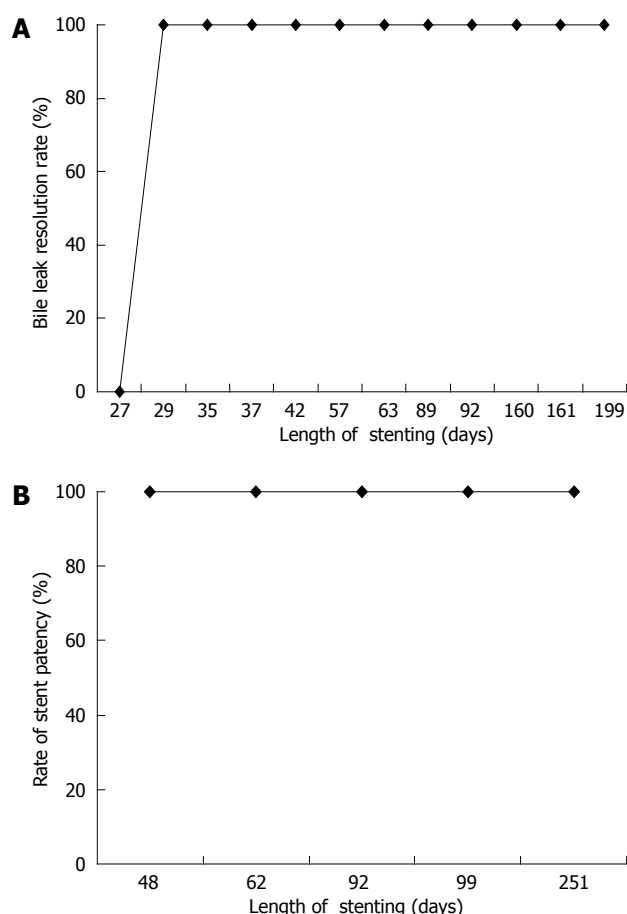 A
Bile leak resolution rate (%)
100
80
60
40
20
0
27 29 35 37 42 57 63 89 92 160 161 199
Length of stenting (days)
B
Rate of stent patency (%)
100
80
60
40
20
0
48 62 92 99 251
Length of stenting (days)